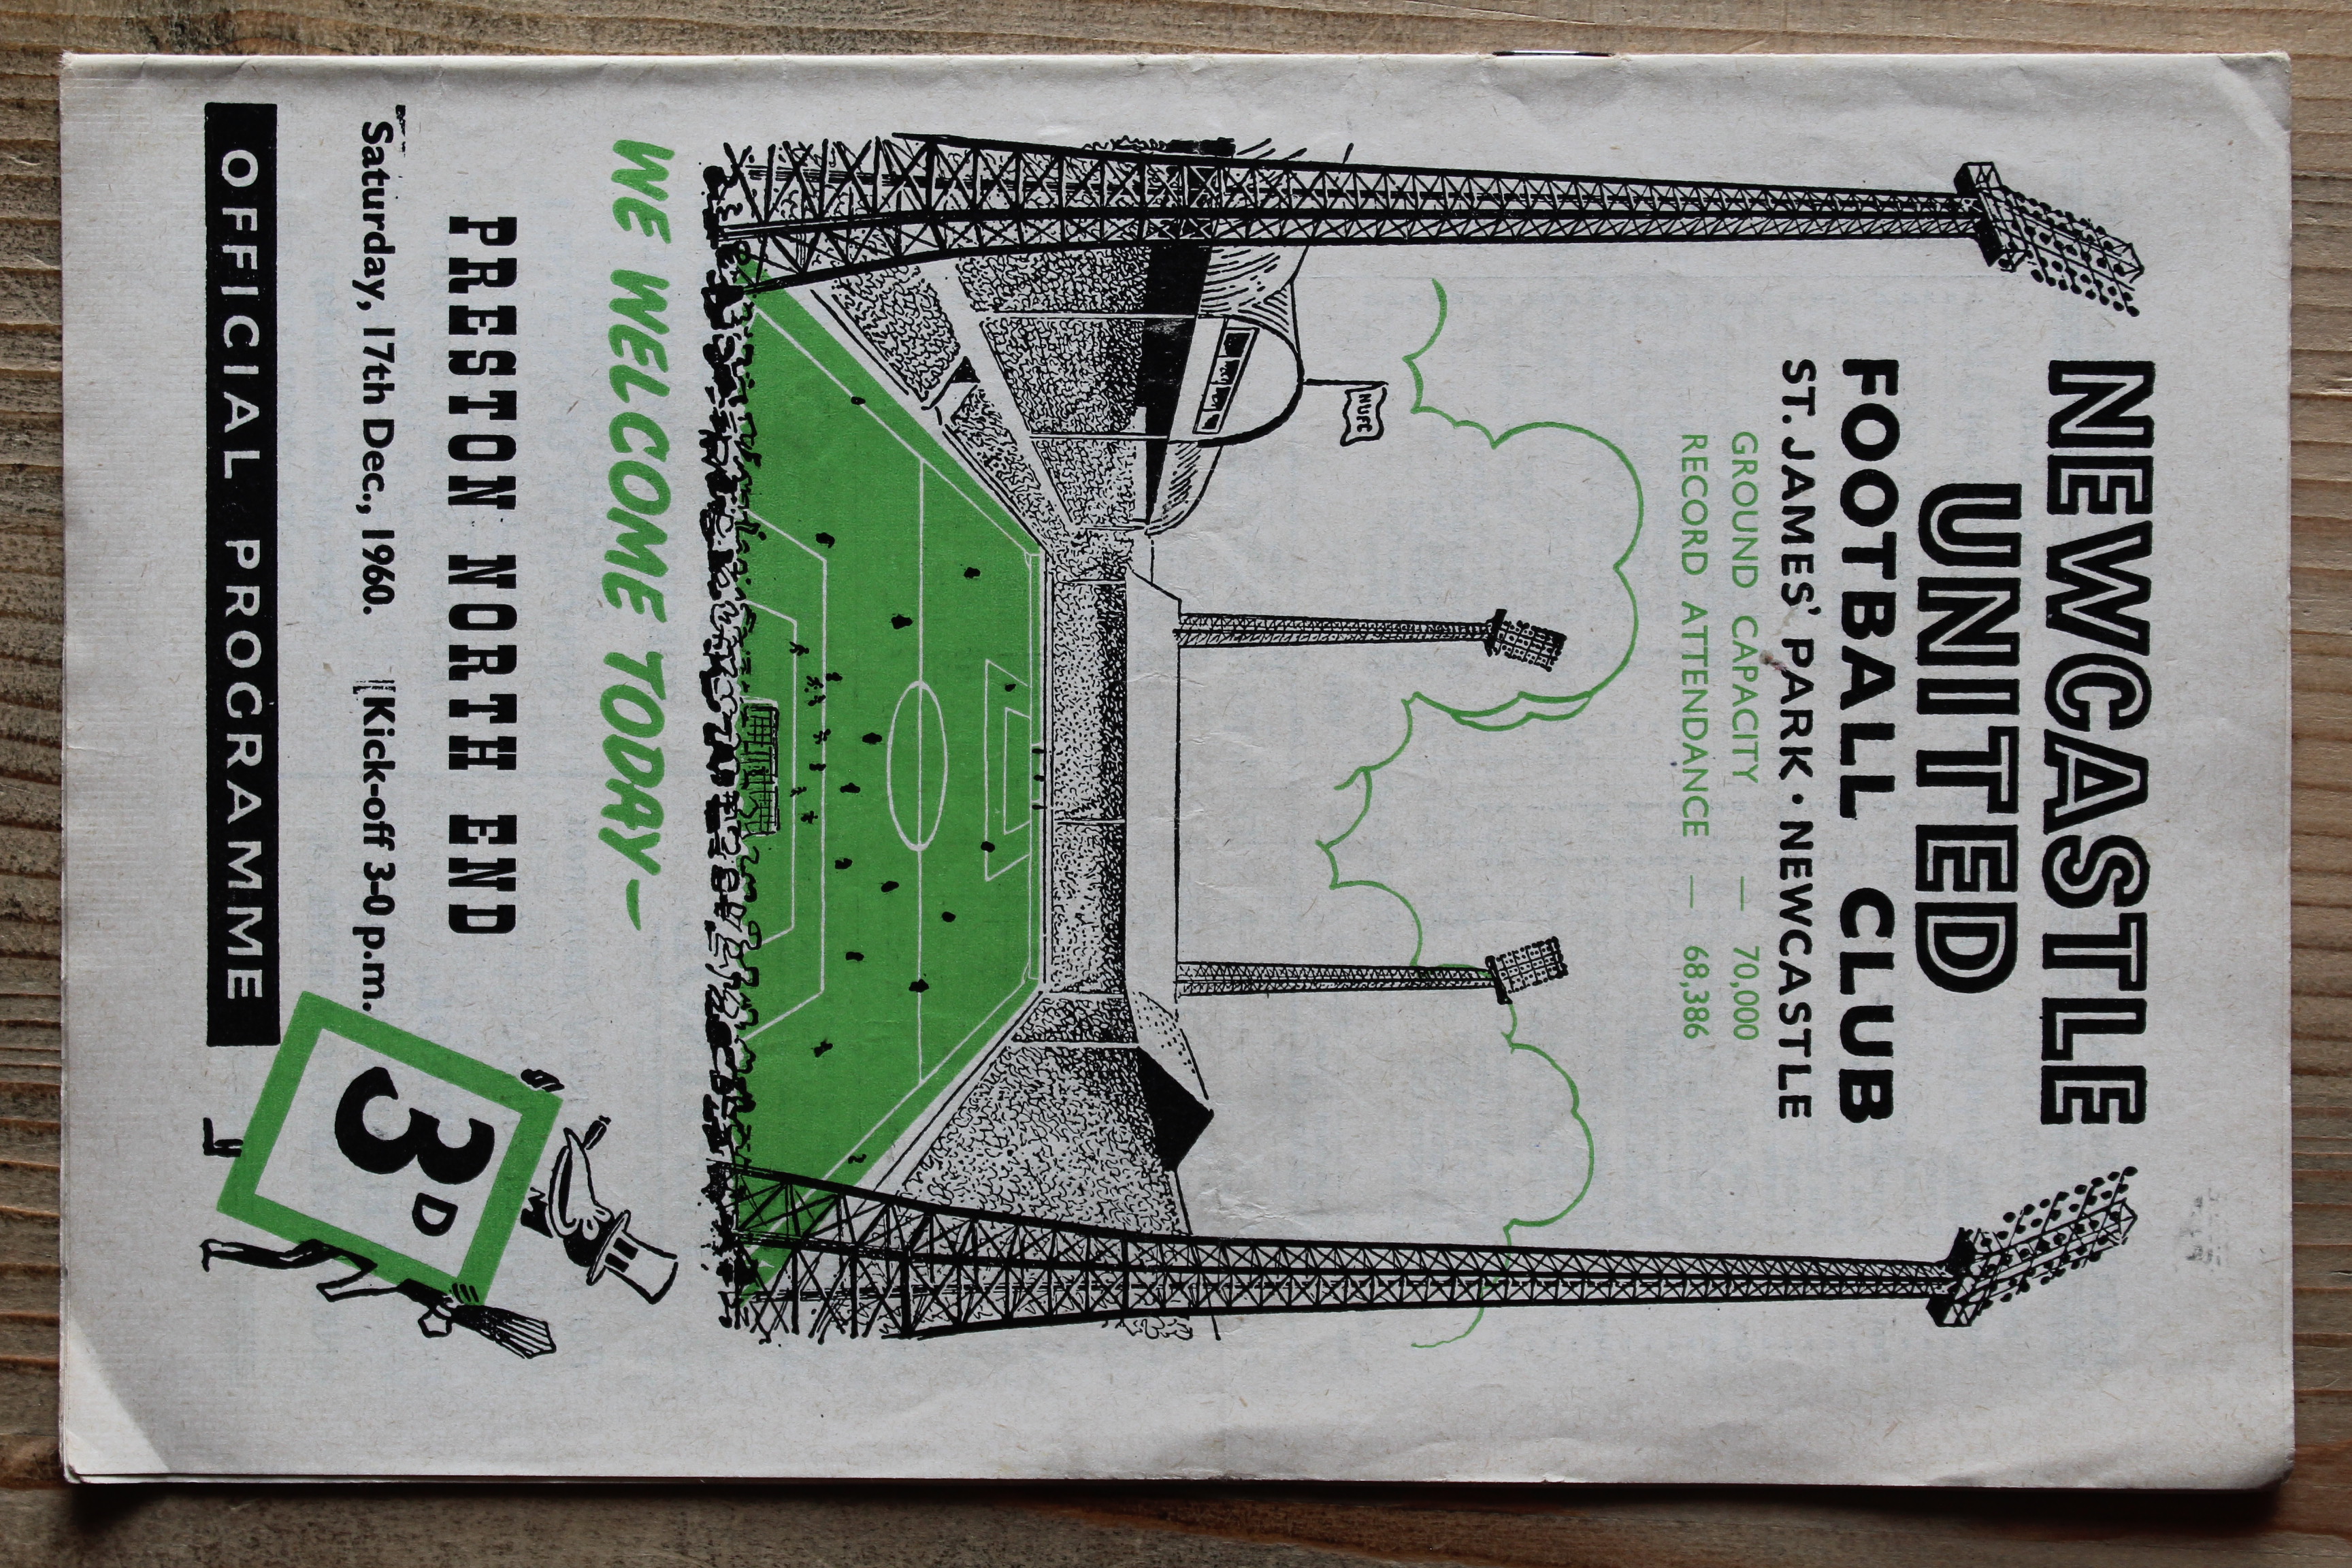 NEWCASTLE
UNITED
FOOTBALL CLUB
ST. JAMES' PARK · NEWCASTLE
GROUND CAPACITY — 70,000
RECORD ATTENDANCE — 68,386
NUFC
WE WELCOME TODAY —
PRESTON NORTH END
Saturday, 17th Dec., 1960. Kick-off 3-0 p.m.
3D
OFFICIAL PROGRAMME